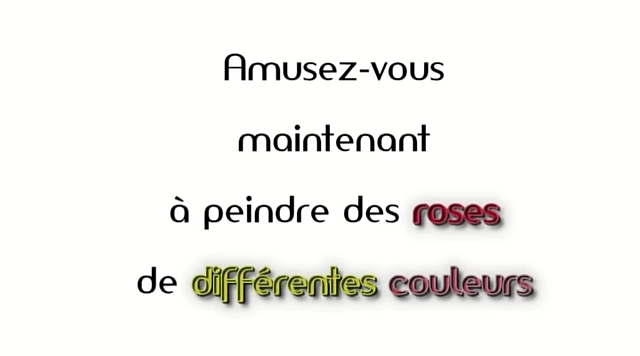 Amusez-vous
maintenant
à peindre des roses
de différentes couleurs